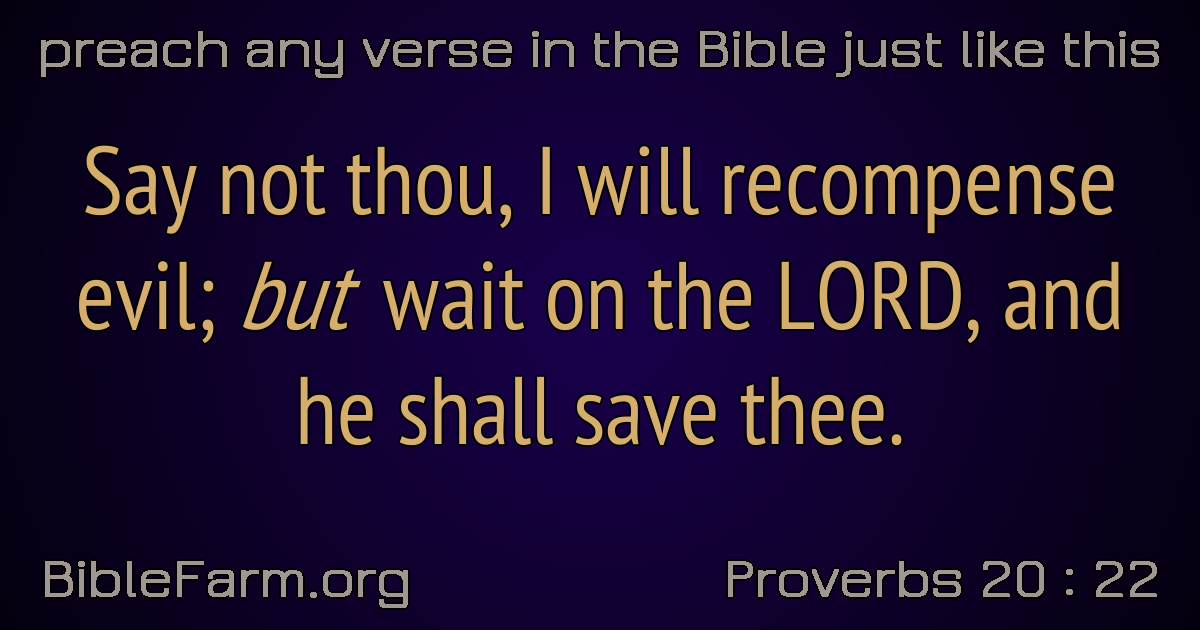 preach any verse in the Bible just like this
Say not thou, I will recompense
evil; but wait on the LORD, and
he shall save thee.
BibleFarm.org
Proverbs 20 : 22